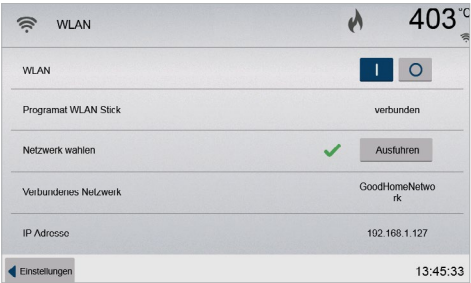 WLAN
403 °C
WLAN
I O
Programat WLAN Stick
verbunden
Netzwerk wahlen
Ausfuhren
Verbundenes Netzwerk
GoodHomeNetwo
rk
IP Adresse
192.168.1.127
Einstellungen
13:45:33